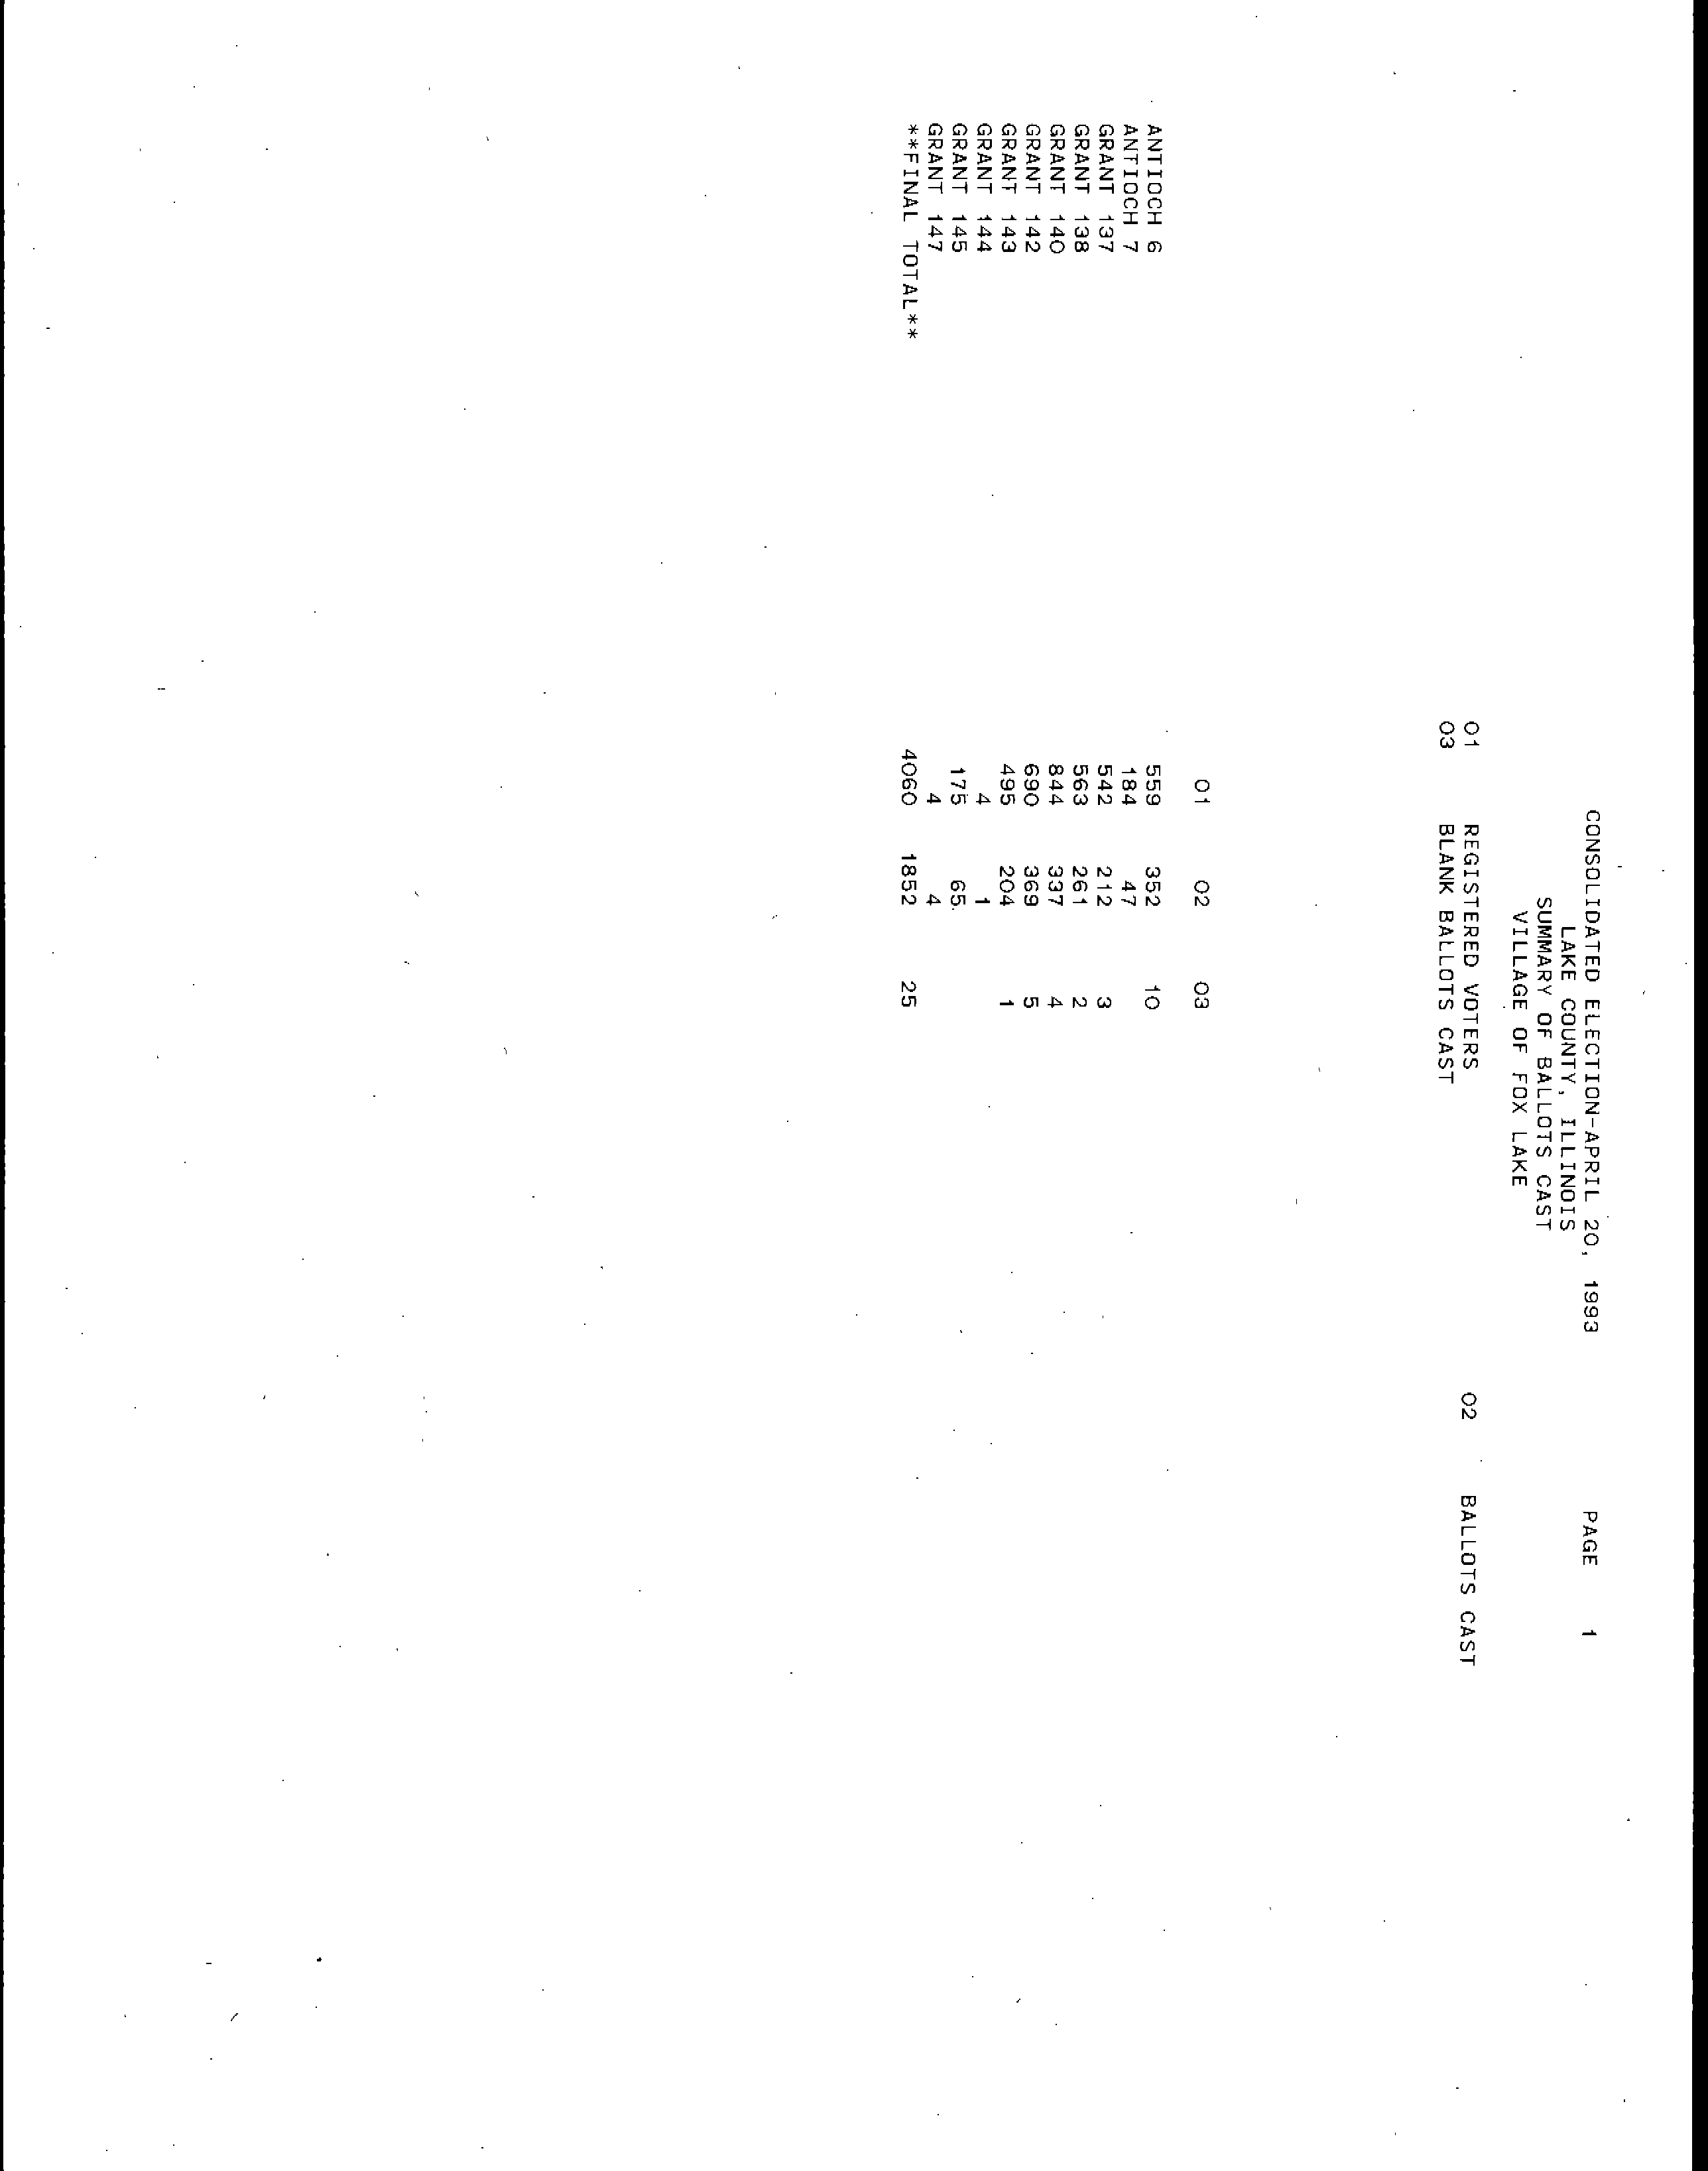 CONSOLIDATED ELECTION-APRIL 20, 1993 PAGE 1
LAKE COUNTY, ILLINOIS
SUMMARY OF BALLOTS CAST
VILLAGE OF FOX LAKE
01 REGISTERED VOTERS 02 BALLOTS CAST
03 BLANK BALLOTS CAST
01 02 03
ANTIOCH 6 559 352 10
ANTIOCH 7 184 47
GRANT 137 542 212 3
GRANT 138 563 261 2
GRANT 140 844 337 4
GRANT 142 690 369 5
GRANT 143 495 204 1
GRANT 144 4 1
GRANT 145 175 65
GRANT 147 4 4
**FINAL TOTAL** 4060 1852 25